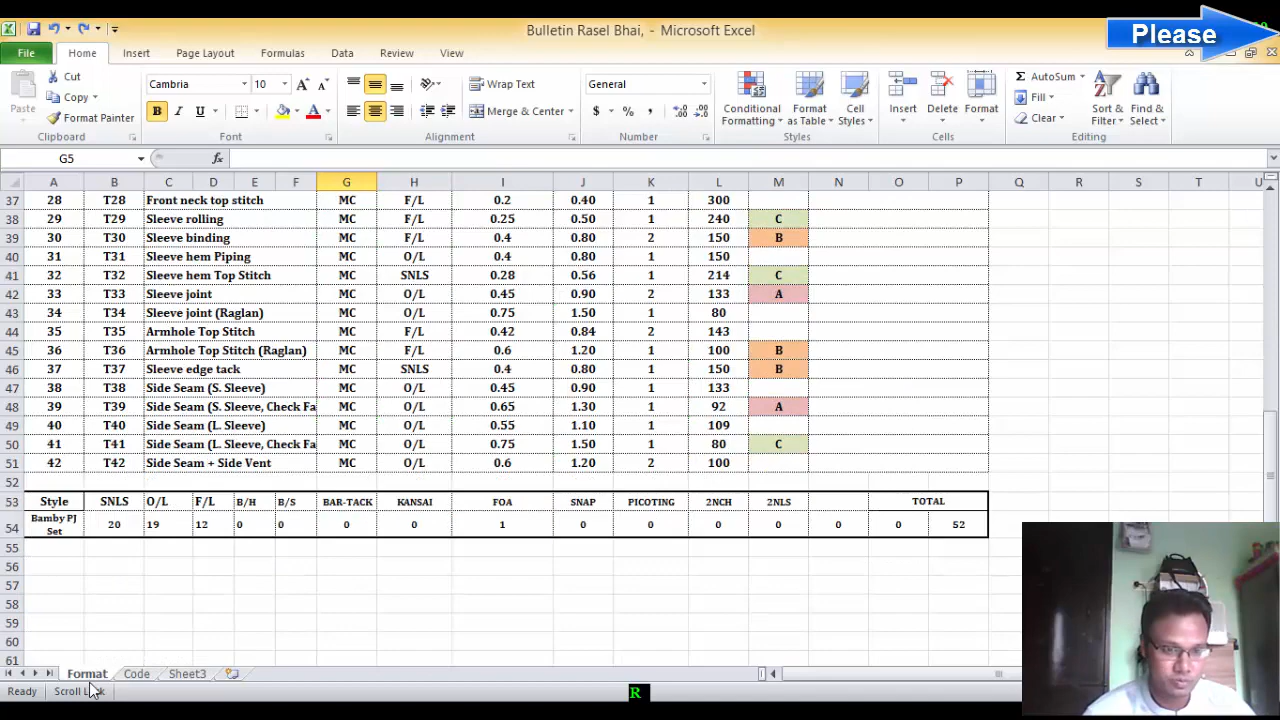 Bulletin Rasel Bhai, - Microsoft Excel
Please
File Home Insert Page Layout Formulas Data Review View
Cut Cambria 10 Wrap Text General AutoSum
Paste Copy Merge & Center Conditional Formatting Format as Table Cell Styles Insert Delete Format Fill Sort & Filter Find & Select
Format Painter Clear
Clipboard Font Alignment Number Styles Cells Editing
G5 fx
A B C D E F G H I J K L M N O P Q R S T U
37 28 T28 Front neck top stitch MC F/L 0.2 0.40 1 300
38 29 T29 Sleeve rolling MC F/L 0.25 0.50 1 240 C
39 30 T30 Sleeve binding MC F/L 0.4 0.80 2 150 B
40 31 T31 Sleeve hem Piping MC O/L 0.4 0.80 1 150
41 32 T32 Sleeve hem Top Stitch MC SNLS 0.28 0.56 1 214 C
42 33 T33 Sleeve joint MC O/L 0.45 0.90 2 133 A
43 34 T34 Sleeve joint (Raglan) MC O/L 0.75 1.50 1 80
44 35 T35 Armhole Top Stitch MC F/L 0.42 0.84 2 143
45 36 T36 Armhole Top Stitch (Raglan) MC F/L 0.6 1.20 1 100 B
46 37 T37 Sleeve edge tack MC SNLS 0.4 0.80 1 150 B
47 38 T38 Side Seam (S. Sleeve) MC O/L 0.45 0.90 1 133
48 39 T39 Side Seam (S. Sleeve, Check Fa MC O/L 0.65 1.30 1 92 A
49 40 T40 Side Seam (L. Sleeve) MC O/L 0.55 1.10 1 109
50 41 T41 Side Seam (L. Sleeve, Check Fa MC O/L 0.75 1.50 1 80 C
51 42 T42 Side Seam + Side Vent MC O/L 0.6 1.20 2 100
52
53 Style SNLS O/L F/L B/H B/S BAR-TACK KANSAI FOA SNAP PICOTING 2NCH 2NLS TOTAL
54 Bamby PJ Set 20 19 12 0 0 0 0 1 0 0 0 0 0 0 52
55
56
57
58
59
60
61
Format Code Sheet3
Ready Scroll R